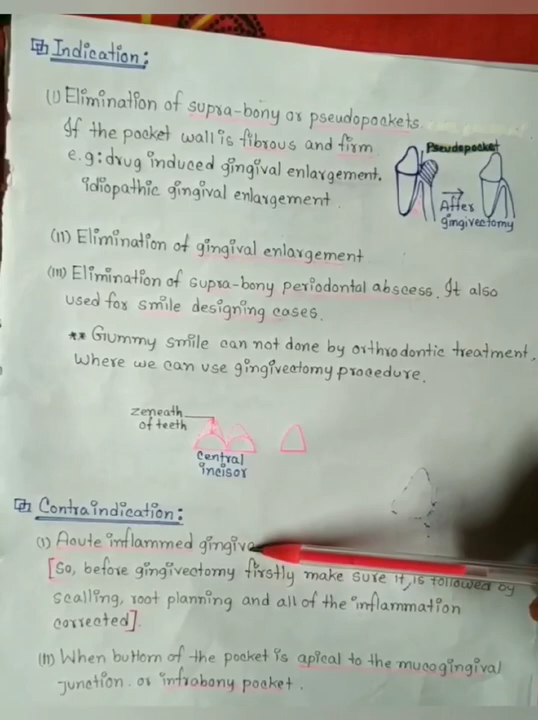 Indication:
(i) Elimination of supra-bony or pseudopockets.
If the pocket wall is fibrous and firm
e.g: drug induced gingival enlargement.
idiopathic gingival enlargement.
Pseudopocket
After
gingivectomy
(ii) Elimination of gingival enlargement
(iii) Elimination of supra-bony periodontal abscess. It also
used for smile designing cases.
** Gummy smile can not done by orthrodontic treatment.
Where we can use gingivectomy procedure.
zeneath
of teeth
central
incisor
Contraindication:
(i) Acute inflammed gingiva
[So, before gingivectomy firstly make sure it, is followed by
scalling, root planning and all of the inflammation
corrected].
(ii) When buttom of the pocket is apical to the mucogingival
junction. or infrabony pocket.